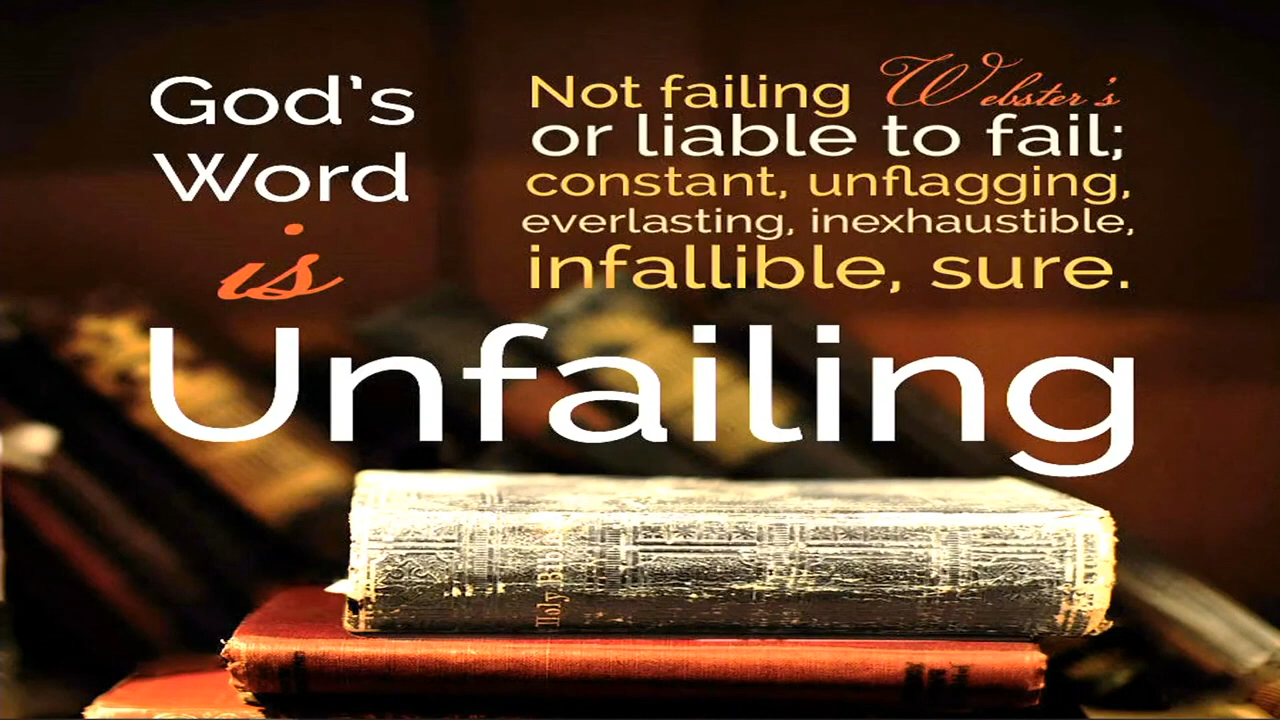 God's
Word
is
Unfailing
Not failing Webster's
or liable to fail;
constant, unflagging,
everlasting, inexhaustible,
infallible, sure.
Holy Bible